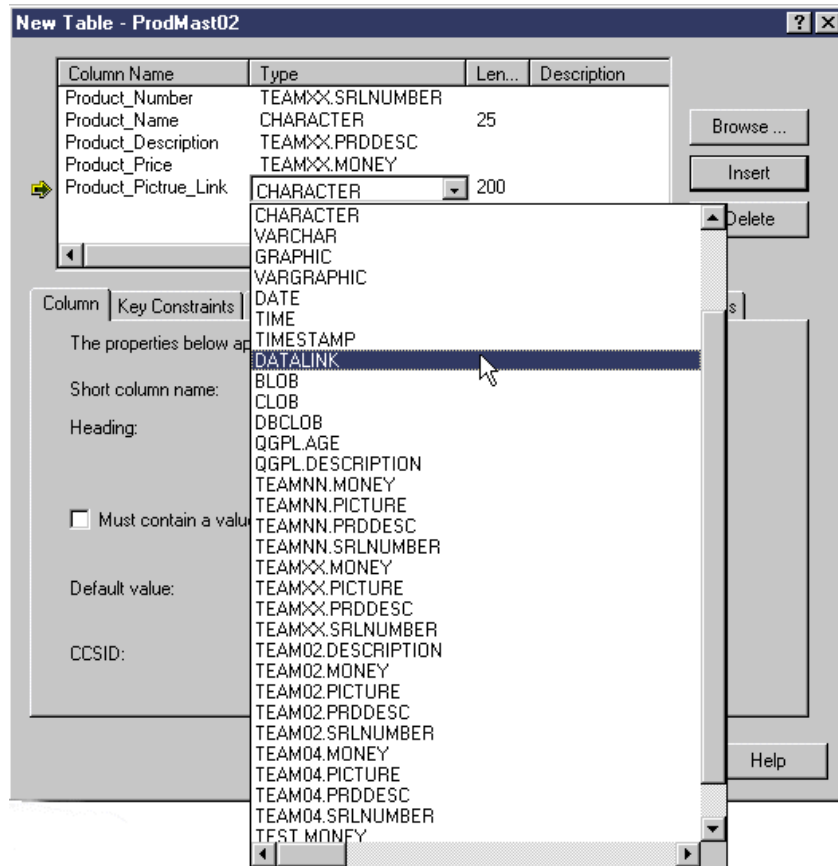 New Table - ProdMast02
Column Name Type Len... Description
Product_Number TEAMXX.SRLNUMBER
Product_Name CHARACTER 25
Product_Description TEAMXX.PRDDESC
Product_Price TEAMXX.MONEY
Product_Pictrue_Link CHARACTER 200
Browse ...
Insert
Delete
CHARACTER
VARCHAR
GRAPHIC
VARGRAPHIC
DATE
TIME
TIMESTAMP
DATALINK
BLOB
CLOB
DBCLOB
QGPL.AGE
QGPL.DESCRIPTION
TEAMNN.MONEY
TEAMNN.PICTURE
TEAMNN.PRDDESC
TEAMNN.SRLNUMBER
TEAMXX.MONEY
TEAMXX.PICTURE
TEAMXX.PRDDESC
TEAMXX.SRLNUMBER
TEAM02.DESCRIPTION
TEAM02.MONEY
TEAM02.PICTURE
TEAM02.PRDDESC
TEAM02.SRLNUMBER
TEAM04.MONEY
TEAM04.PICTURE
TEAM04.PRDDESC
TEAM04.SRLNUMBER
TEST.MONEY
Column Key Constraints s
The properties below ap
Short column name:
Heading:
Must contain a valu
Default value:
CCSID:
Help